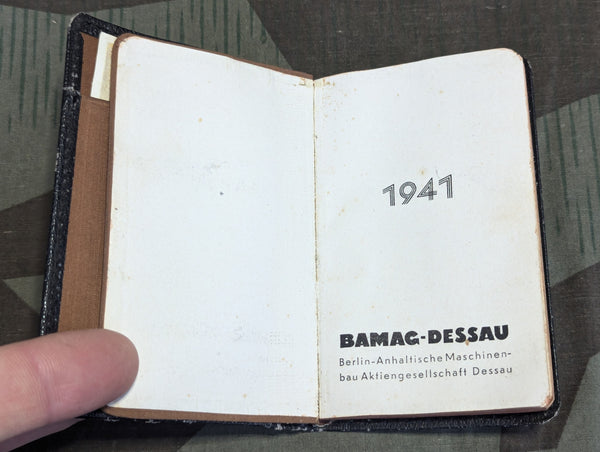 1941
BAMAG-DESSAU
Berlin-Anhaltische Maschinen-
bau Aktiengesellschaft Dessau